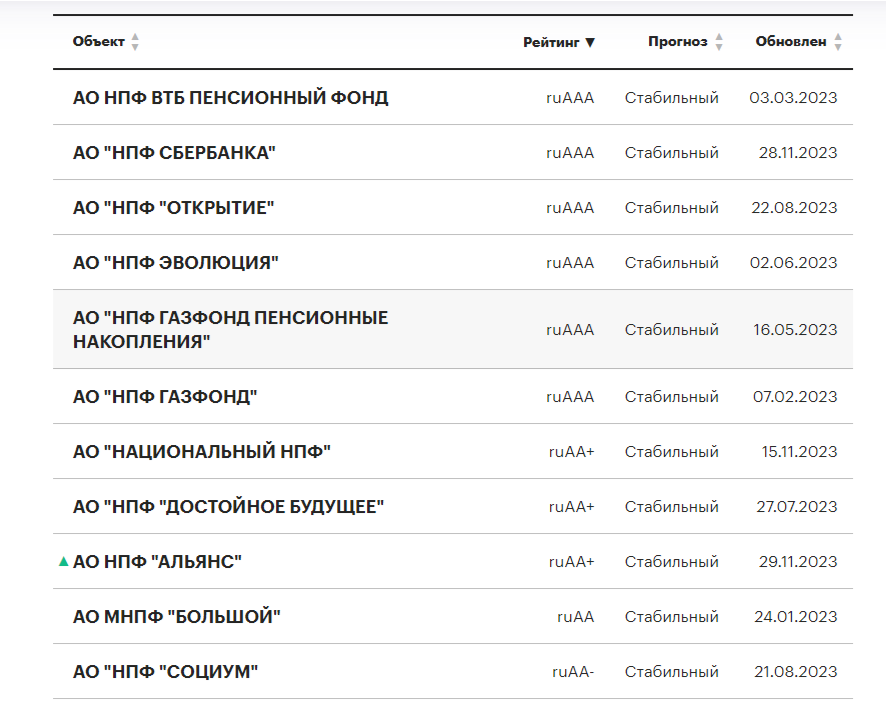 Объект Рейтинг ▼ Прогноз Обновлен
АО НПФ ВТБ ПЕНСИОННЫЙ ФОНД ruAAA Стабильный 03.03.2023
АО "НПФ СБЕРБАНКА" ruAAA Стабильный 28.11.2023
АО "НПФ "ОТКРЫТИЕ" ruAAA Стабильный 22.08.2023
АО "НПФ ЭВОЛЮЦИЯ" ruAAA Стабильный 02.06.2023
АО "НПФ ГАЗФОНД ПЕНСИОННЫЕ
НАКОПЛЕНИЯ" ruAAA Стабильный 16.05.2023
АО "НПФ ГАЗФОНД" ruAAA Стабильный 07.02.2023
АО "НАЦИОНАЛЬНЫЙ НПФ" ruAA+ Стабильный 15.11.2023
АО "НПФ "ДОСТОЙНОЕ БУДУЩЕЕ" ruAA+ Стабильный 27.07.2023
▲ АО НПФ "АЛЬЯНС" ruAA+ Стабильный 29.11.2023
АО МНПФ "БОЛЬШОЙ" ruAA Стабильный 24.01.2023
АО "НПФ "СОЦИУМ" ruAA- Стабильный 21.08.2023